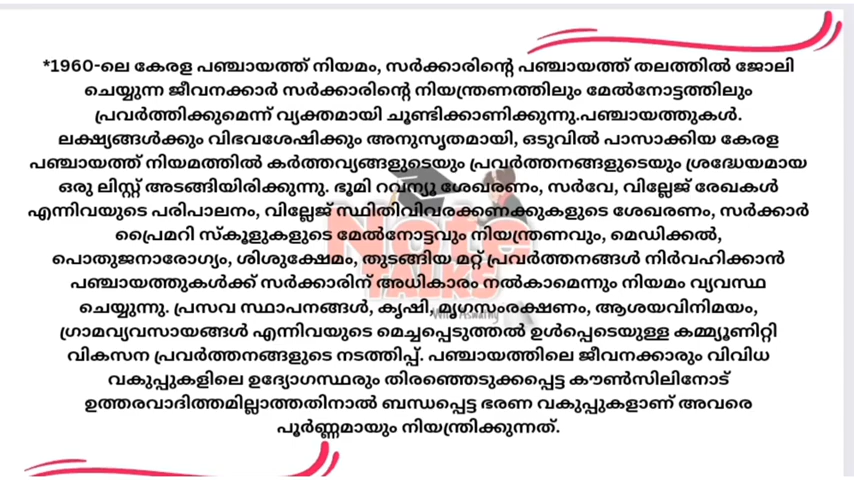 *1960-ലെ കേരള പഞ്ചായത്ത് നിയമം, സർക്കാരിന്റെ പഞ്ചായത്ത് തലത്തിൽ ജോലി
ചെയ്യുന്ന ജീവനക്കാർ സർക്കാരിന്റെ നിയന്ത്രണത്തിലും മേൽനോട്ടത്തിലും
പ്രവർത്തിക്കുമെന്ന് വ്യക്തമായി ചൂണ്ടിക്കാണിക്കുന്നു.പഞ്ചായത്തുകൾ.
ലക്ഷ്യങ്ങൾക്കും വിഭവശേഷിക്കും അനുസൃതമായി, ഒടുവിൽ പാസാക്കിയ കേരള
പഞ്ചായത്ത് നിയമത്തിൽ കർത്തവ്യങ്ങളുടെയും പ്രവർത്തനങ്ങളുടെയും ശ്രദ്ധേയമായ
ഒരു ലിസ്റ്റ് അടങ്ങിയിരിക്കുന്നു. ഭൂമി റവന്യൂ ശേഖരണം, സർവേ, വില്ലേജ് രേഖകൾ
എന്നിവയുടെ പരിപാലനം, വില്ലേജ് സ്ഥിതിവിവരക്കണക്കുകളുടെ ശേഖരണം, സർക്കാർ
പ്രൈമറി സ്കൂളുകളുടെ മേൽനോട്ടവും നിയന്ത്രണവും, മെഡിക്കൽ,
പൊതുജനാരോഗ്യം, ശിശുക്ഷേമം, തുടങ്ങിയ മറ്റ് പ്രവർത്തനങ്ങൾ നിർവഹിക്കാൻ
പഞ്ചായത്തുകൾക്ക് സർക്കാരിന് അധികാരം നൽകാമെന്നും നിയമം വ്യവസ്ഥ
ചെയ്യുന്നു. പ്രസവ സ്ഥാപനങ്ങൾ, കൃഷി, മൃഗസംരക്ഷണം, ആശയവിനിമയം,
ഗ്രാമവ്യവസായങ്ങൾ എന്നിവയുടെ മെച്ചപ്പെടുത്തൽ ഉൾപ്പെടെയുള്ള കമ്മ്യൂണിറ്റി
വികസന പ്രവർത്തനങ്ങളുടെ നടത്തിപ്പ്. പഞ്ചായത്തിലെ ജീവനക്കാരും വിവിധ
വകുപ്പുകളിലെ ഉദ്യോഗസ്ഥരും തിരഞ്ഞെടുക്കപ്പെട്ട കൗൺസിലിനോട്
ഉത്തരവാദിത്തമില്ലാത്തതിനാൽ ബന്ധപ്പെട്ട ഭരണ വകുപ്പുകളാണ് അവരെ
പൂർണ്ണമായും നിയന്ത്രിക്കുന്നത്.
Note
TALKS
With Aswathy